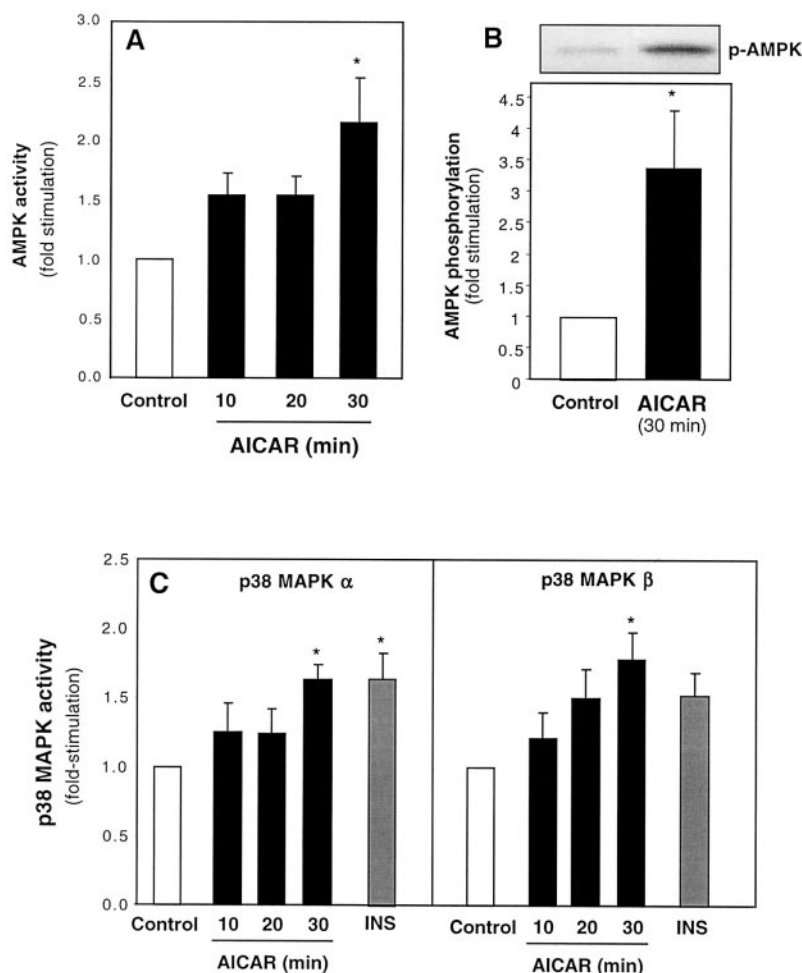 A
AMPK activity
(fold stimulation)
3.0
2.5
2.0
1.5
1.0
0.5
0.0
*
Control
10 20 30
AICAR (min)
B
p-AMPK
AMPK phosphorylation
(fold stimulation)
4.5
4
3.5
3
2.5
2
1.5
1
0.5
0
*
Control AICAR
(30 min)
C
p38 MAPK activity
(fold-stimulation)
2.5
2.0
1.5
1.0
0.5
0.0
p38 MAPK α
* *
Control 10 20 30 INS
AICAR (min)
p38 MAPK β
*
Control 10 20 30 INS
AICAR (min)